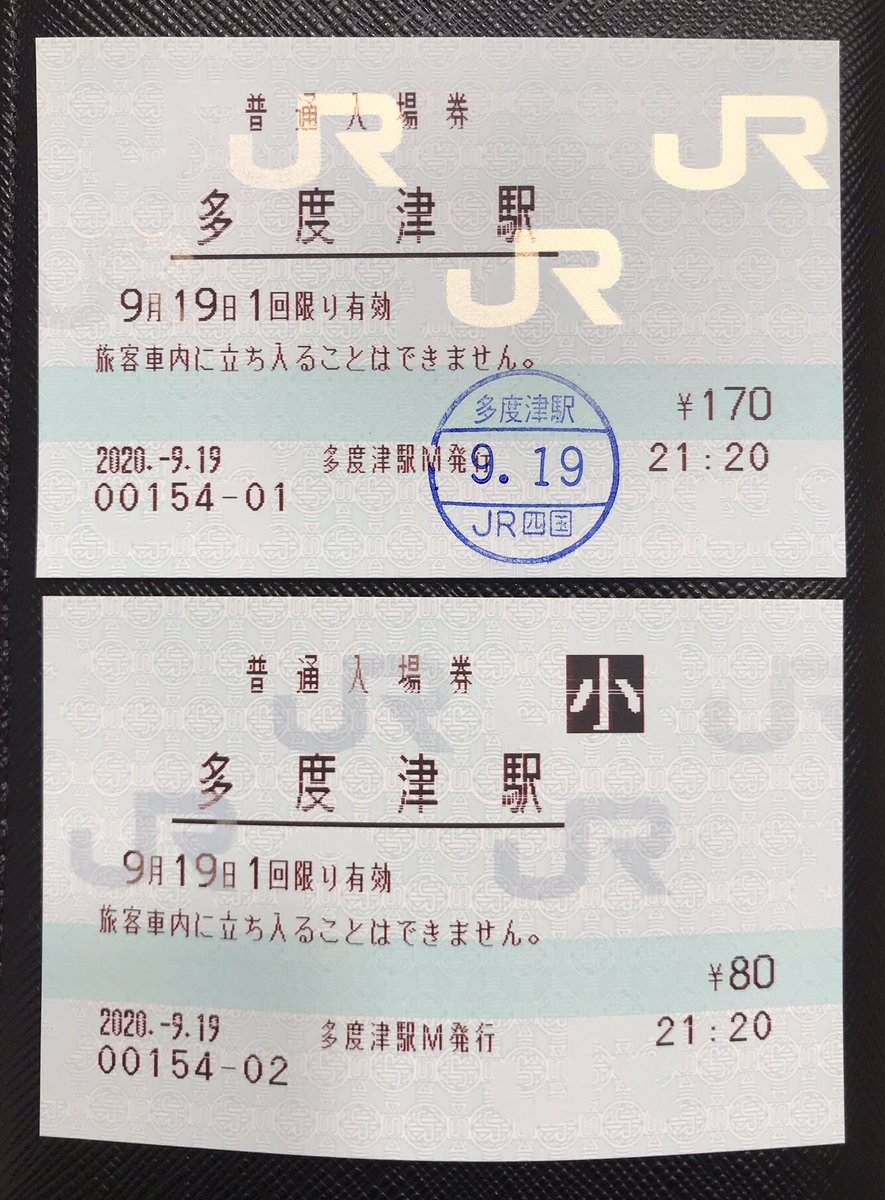 普通入場券
多度津駅
9月19日1回限り有効
旅客車内に立ち入ることはできません。
¥170
2020.-9.19 多度津駅M発行 21:20
00154-01
多度津駅
9.19
JR四国
JR
JR
JR
普通入場券 小
多度津駅
9月19日1回限り有効
旅客車内に立ち入ることはできません。
¥80
2020.-9.19 多度津駅M発行 21:20
00154-02
JR
JR
JR
JR